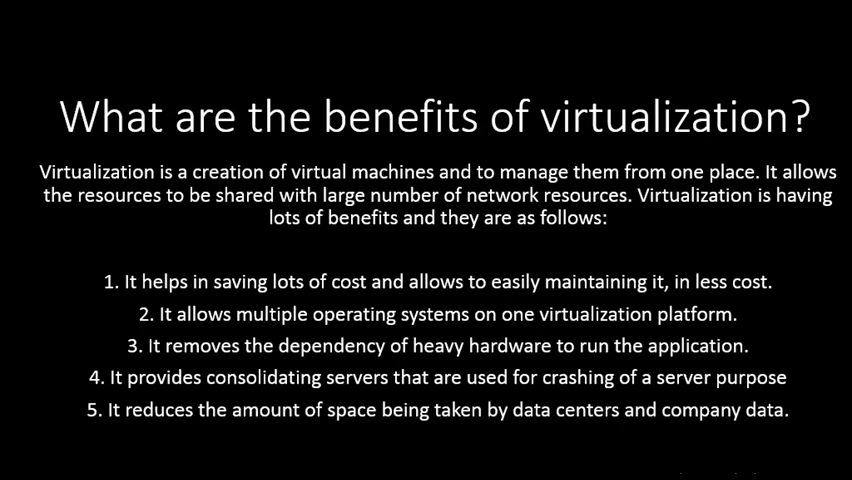 What are the benefits of virtualization?
Virtualization is a creation of virtual machines and to manage them from one place. It allows
the resources to be shared with large number of network resources. Virtualization is having
lots of benefits and they are as follows:
1. It helps in saving lots of cost and allows to easily maintaining it, in less cost.
2. It allows multiple operating systems on one virtualization platform.
3. It removes the dependency of heavy hardware to run the application.
4. It provides consolidating servers that are used for crashing of a server purpose
5. It reduces the amount of space being taken by data centers and company data.